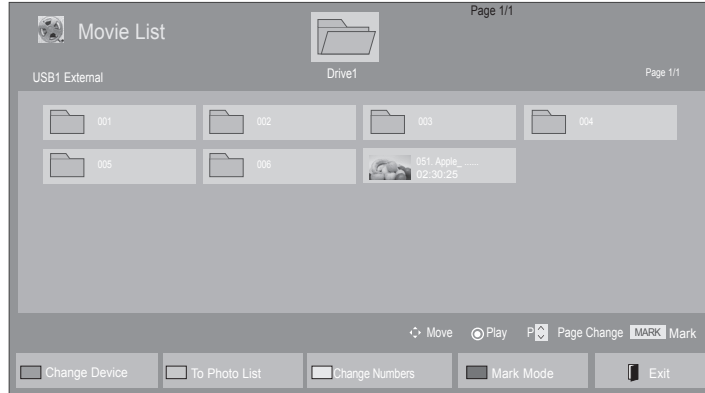 Page 1/1
Movie List
Drive1
USB1 External
Page 1/1
001
002
003
004
005
006
051. Apple_ ......
02:30:25
Move
Play
P
Page Change
MARK
Mark
Change Device
To Photo List
Change Numbers
Mark Mode
Exit